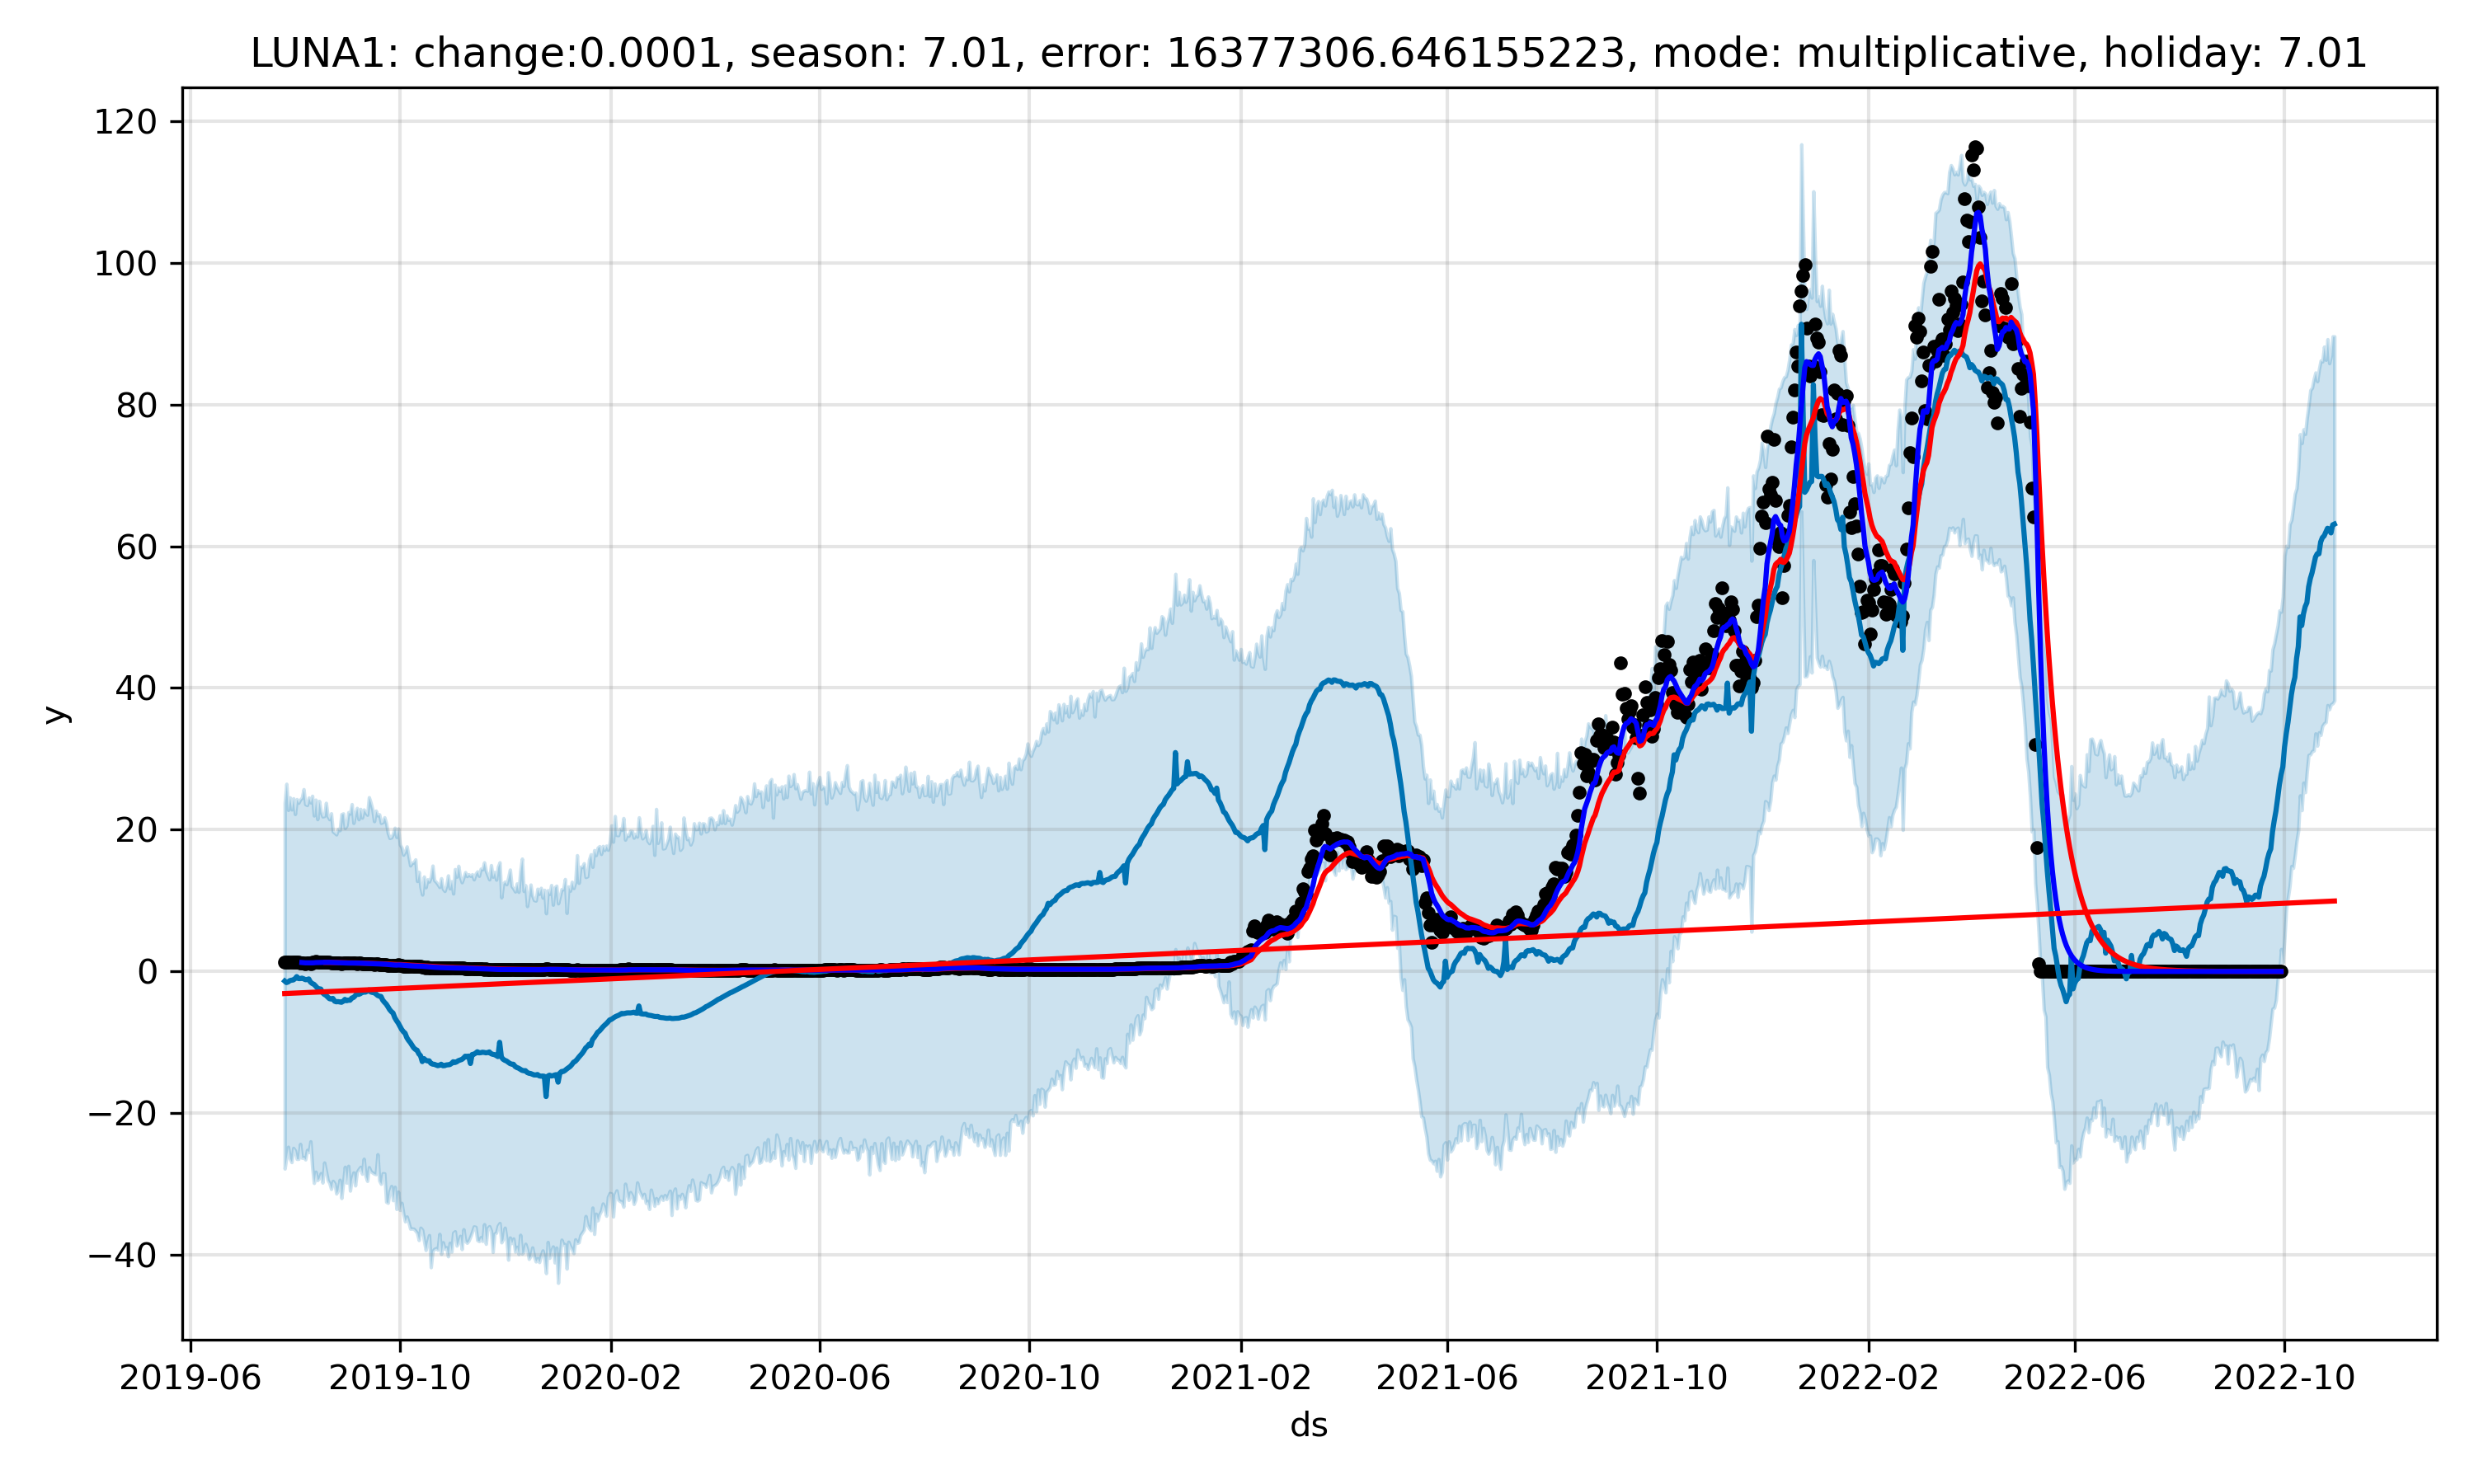 LUNA1: change:0.0001, season: 7.01, error: 16377306.646155223, mode: multiplicative, holiday: 7.01
120
100
80
60
40
20
0
−20
−40
y
2019-06 2019-10 2020-02 2020-06 2020-10 2021-02 2021-06 2021-10 2022-02 2022-06 2022-10
ds